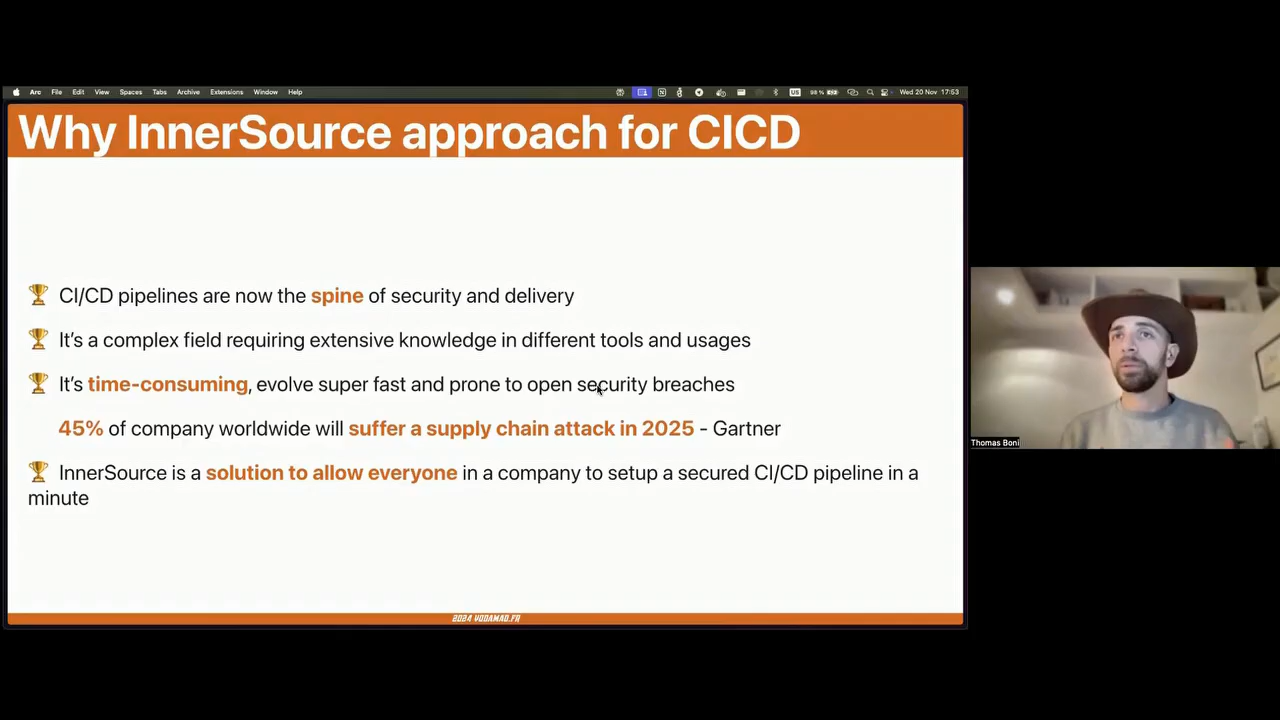 Arc File Edit View Spaces Tabs Archive Extensions Window Help US 98 % Wed 20 Nov 17:53
Why InnerSource approach for CICD
CI/CD pipelines are now the spine of security and delivery
It's a complex field requiring extensive knowledge in different tools and usages
It's time-consuming, evolve super fast and prone to open security breaches
45% of company worldwide will suffer a supply chain attack in 2025 - Gartner
InnerSource is a solution to allow everyone in a company to setup a secured CI/CD pipeline in a
minute
Thomas Boni
2024 VODAMAD.FR